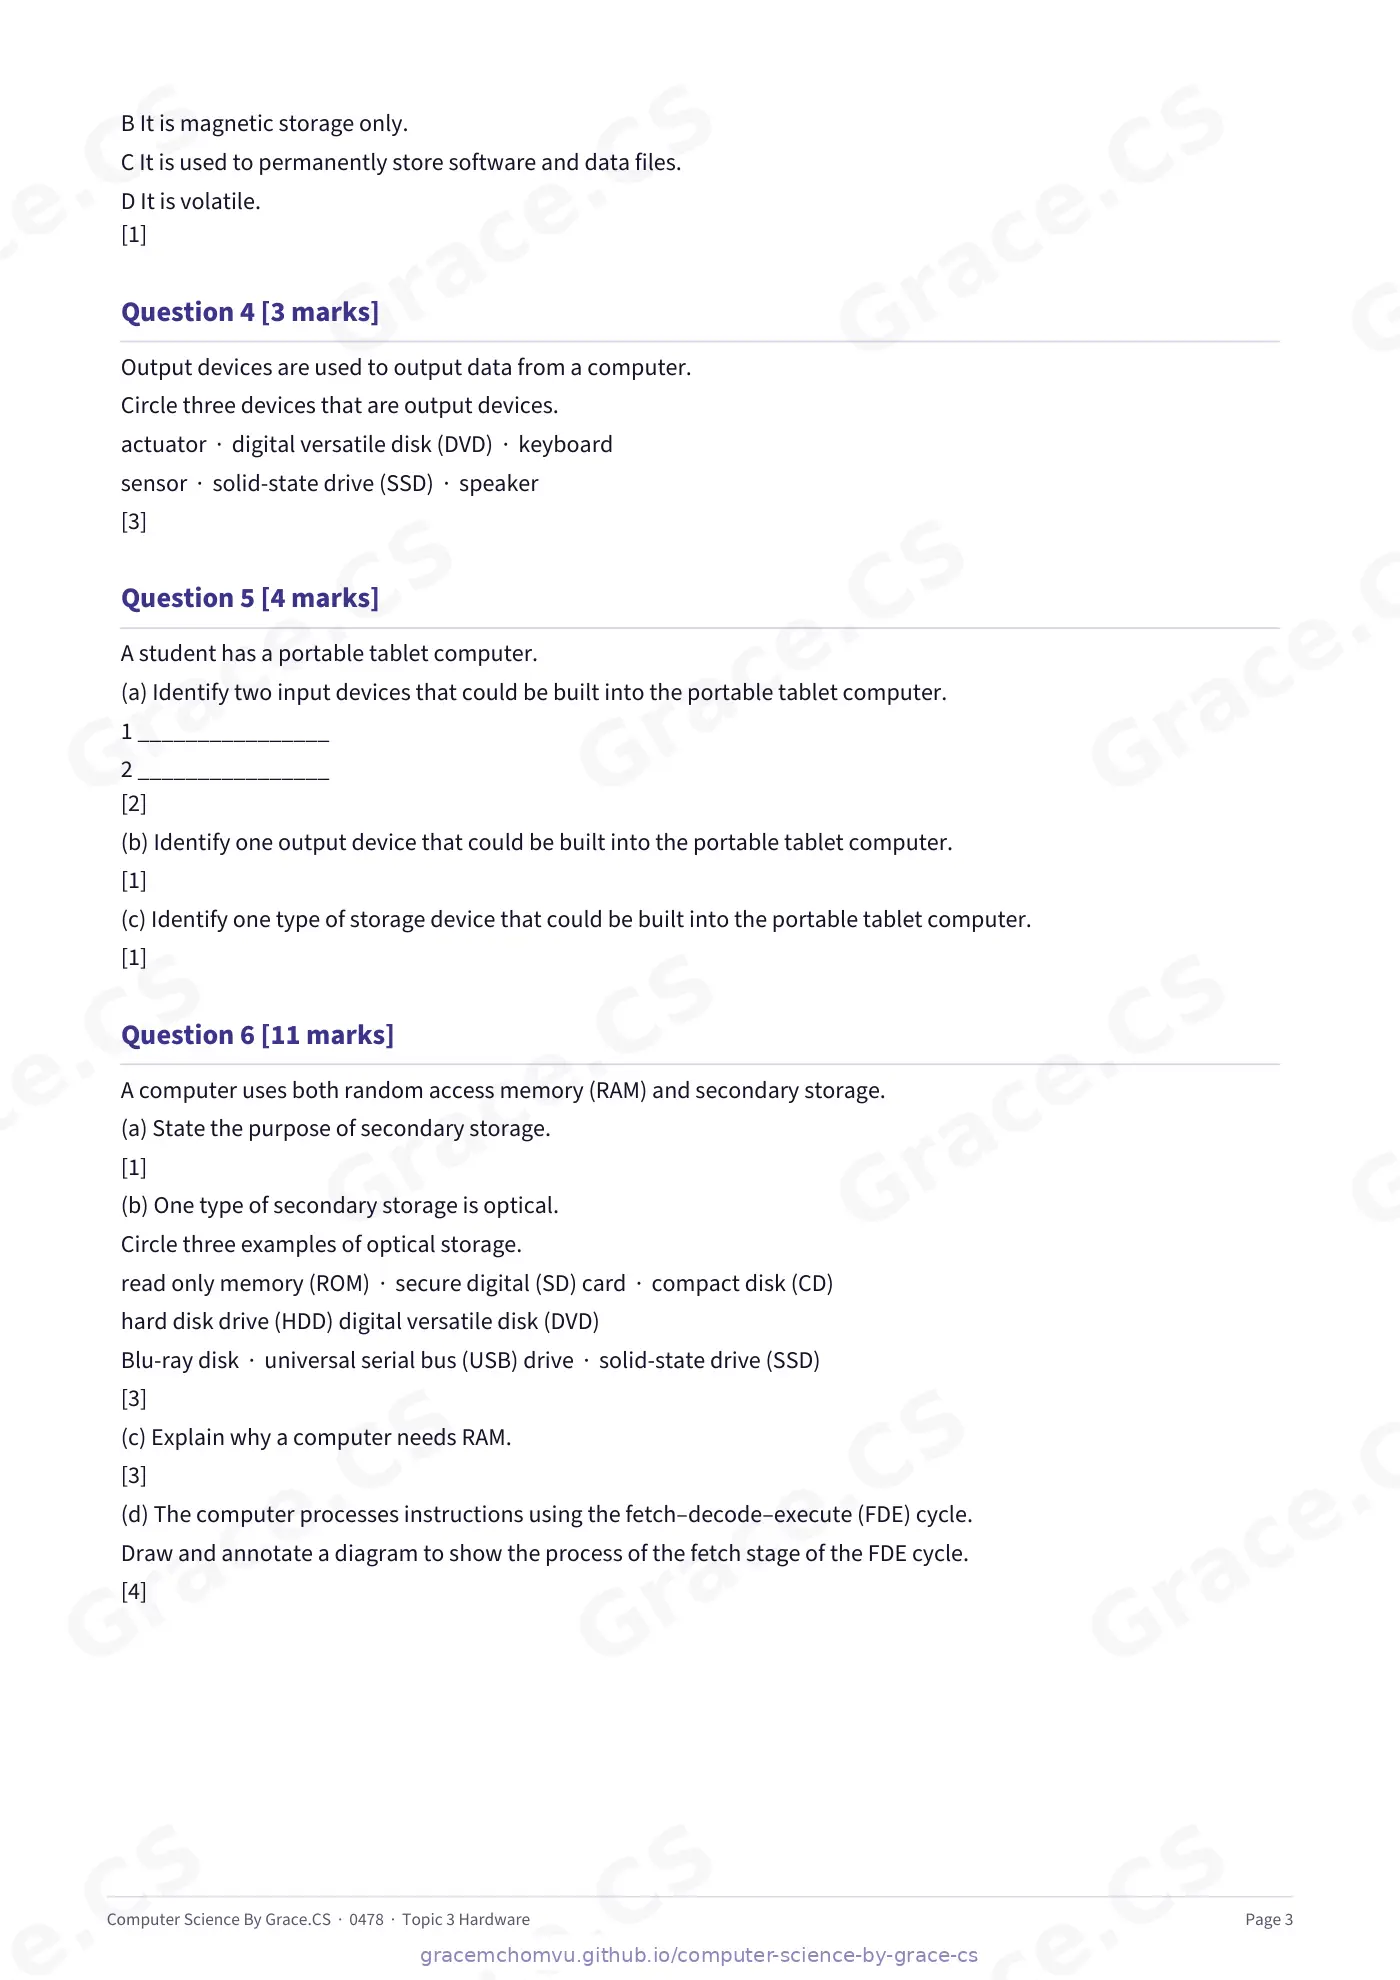 B It is magnetic storage only.
C It is used to permanently store software and data files.
D It is volatile.
[1]
Question 4 [3 marks]
Output devices are used to output data from a computer.
Circle three devices that are output devices.
actuator · digital versatile disk (DVD) · keyboard
sensor · solid-state drive (SSD) · speaker
[3]
Question 5 [4 marks]
A student has a portable tablet computer.
(a) Identify two input devices that could be built into the portable tablet computer.
1 ________________
2 ________________
[2]
(b) Identify one output device that could be built into the portable tablet computer.
[1]
(c) Identify one type of storage device that could be built into the portable tablet computer.
[1]
Question 6 [11 marks]
A computer uses both random access memory (RAM) and secondary storage.
(a) State the purpose of secondary storage.
[1]
(b) One type of secondary storage is optical.
Circle three examples of optical storage.
read only memory (ROM) · secure digital (SD) card · compact disk (CD)
hard disk drive (HDD) digital versatile disk (DVD)
Blu-ray disk · universal serial bus (USB) drive · solid-state drive (SSD)
[3]
(c) Explain why a computer needs RAM.
[3]
(d) The computer processes instructions using the fetch–decode–execute (FDE) cycle.
Draw and annotate a diagram to show the process of the fetch stage of the FDE cycle.
[4]
Computer Science By Grace.CS · 0478 · Topic 3 Hardware
Page 3
gracemchomvu.github.io/computer-science-by-grace-cs
Grace.CS